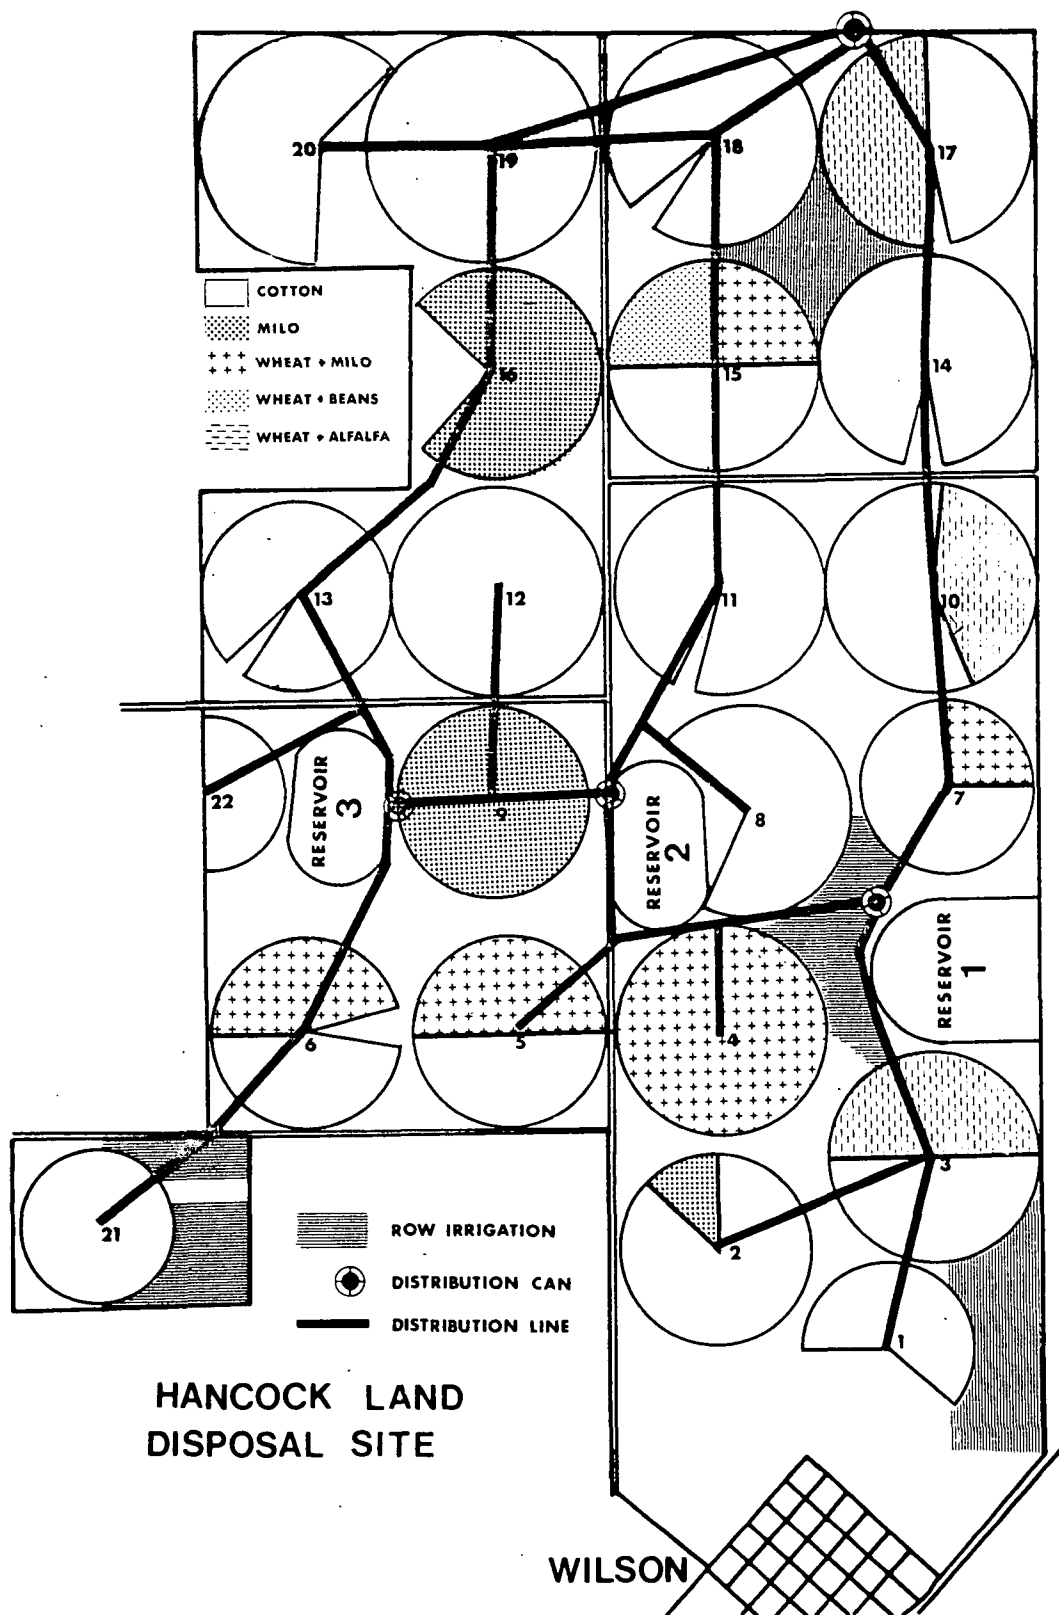 20
19
18
17
COTTON
MILO
WHEAT + MILO
WHEAT + BEANS
WHEAT + ALFALFA
16
15
14
13
12
11
10
22
RESERVOIR
3
9
RESERVOIR
2
8
7
RESERVOIR
1
6
5
4
3
21
ROW IRRIGATION
DISTRIBUTION CAN
DISTRIBUTION LINE
2
1
HANCOCK LAND
DISPOSAL SITE
WILSON